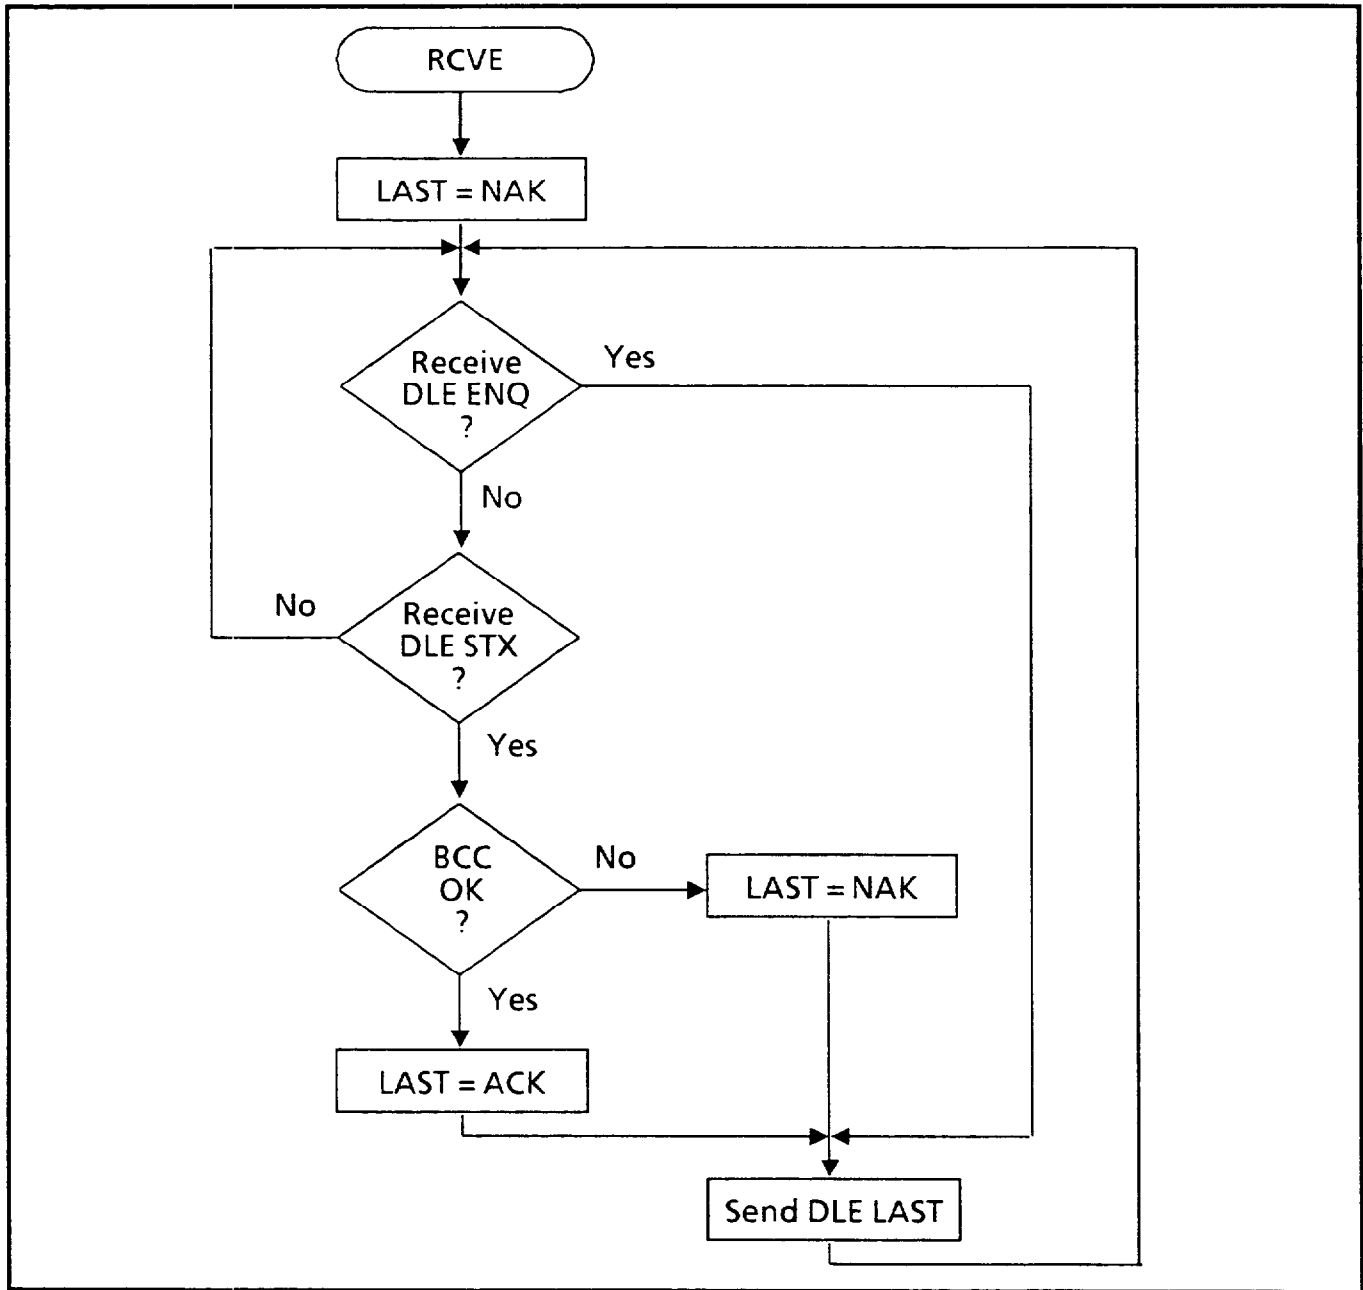 RCVE
LAST = NAK
Receive
DLE ENQ
?
Yes
No
Receive
DLE STX
?
No
Yes
BCC
OK
?
No
LAST = NAK
Yes
LAST = ACK
Send DLE LAST